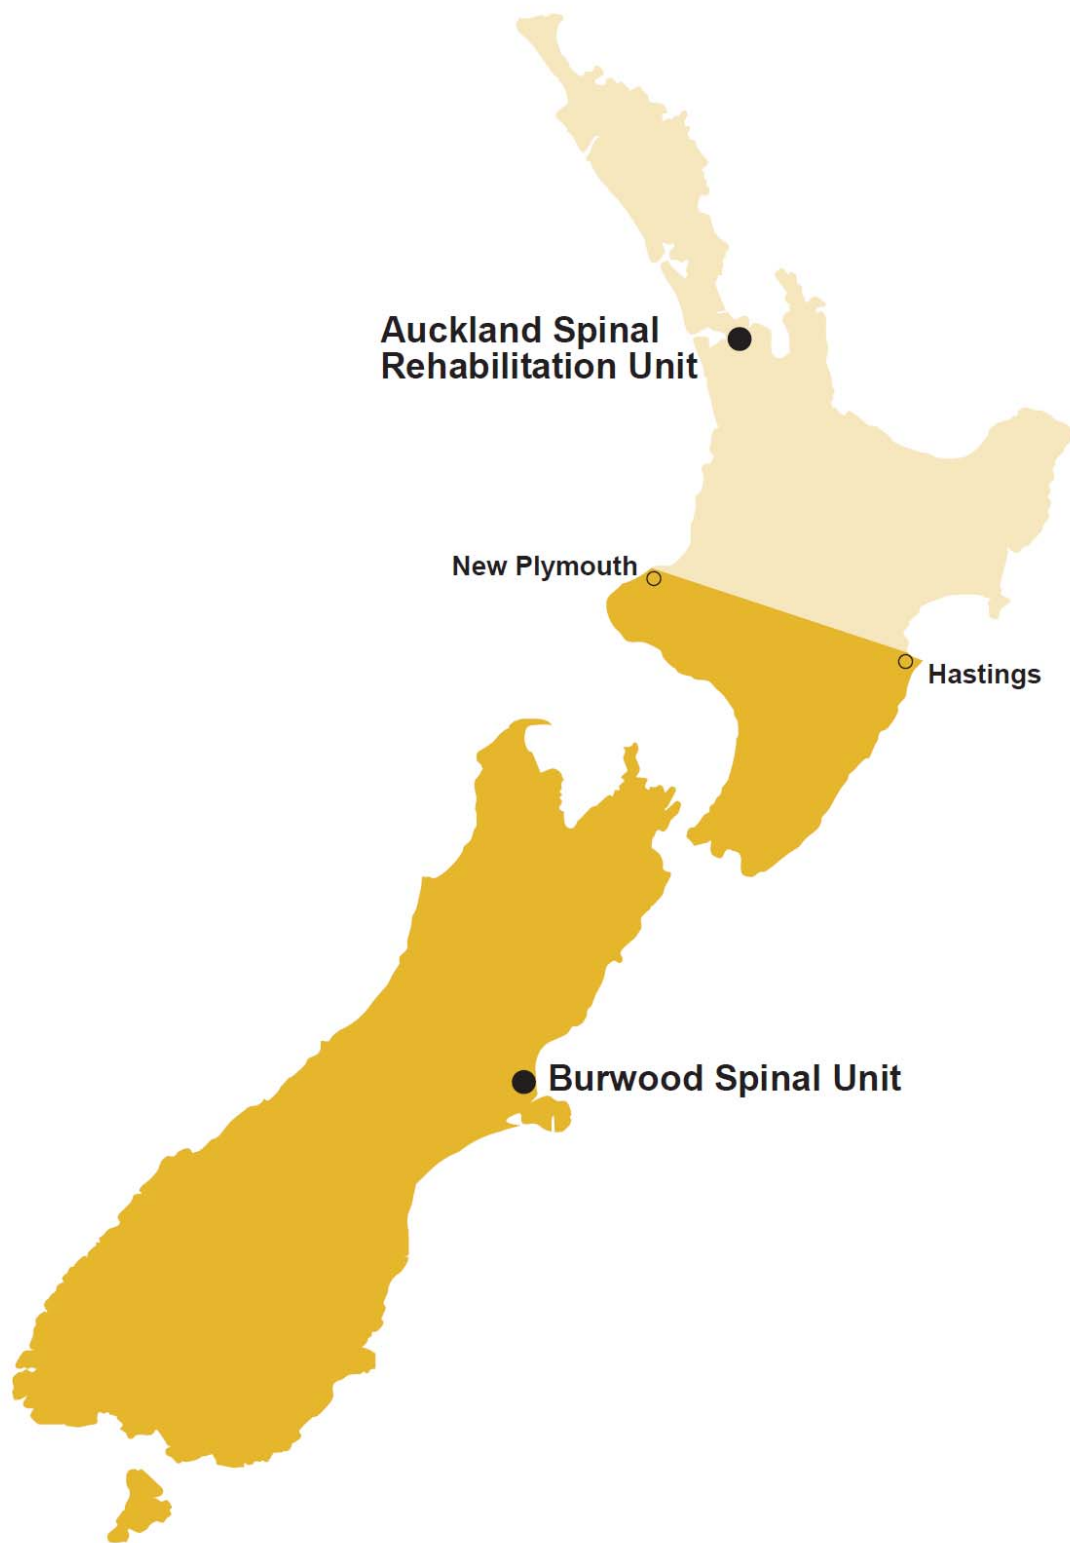 Auckland Spinal
Rehabilitation Unit
New Plymouth
Hastings
Burwood Spinal Unit